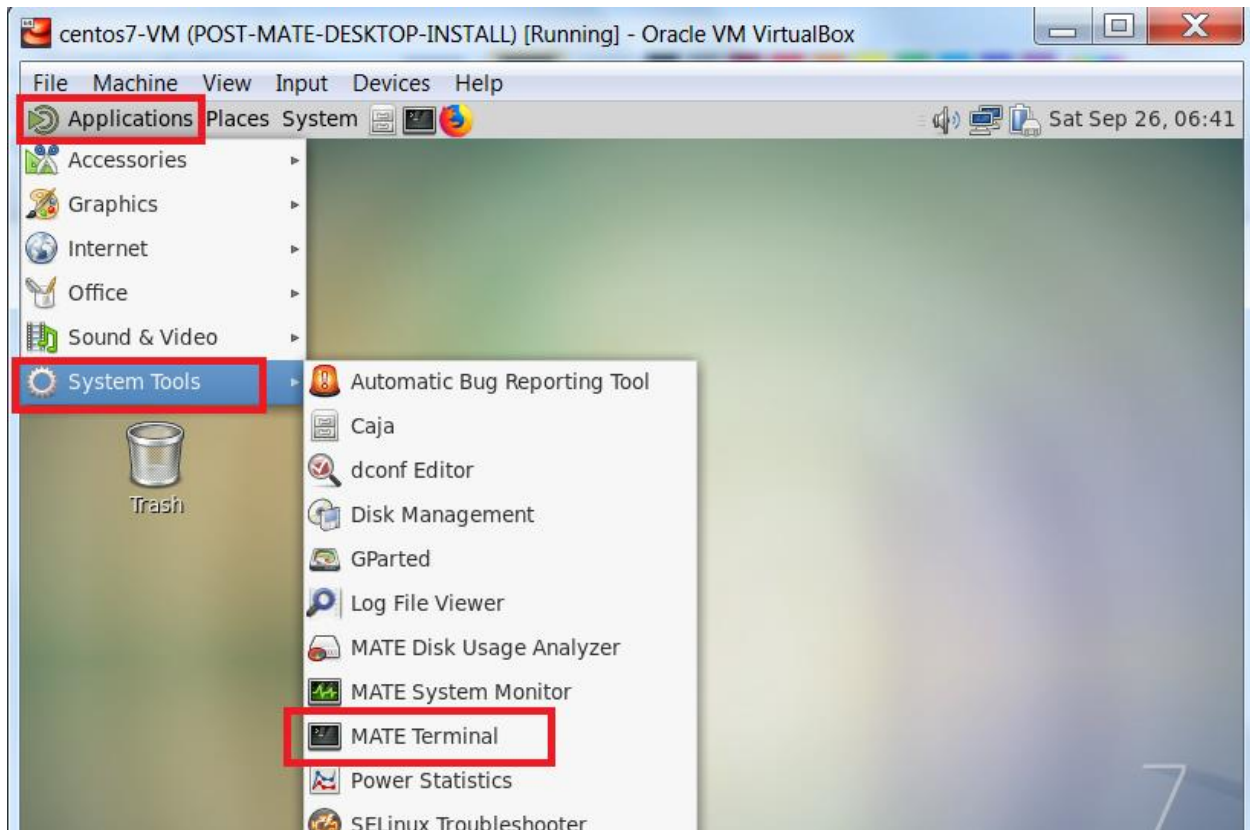 centos7-VM (POST-MATE-DESKTOP-INSTALL) [Running] - Oracle VM VirtualBox
File Machine View Input Devices Help
Applications Places System Sat Sep 26, 06:41
Accessories
Graphics
Internet
Office
Sound & Video
System Tools
Automatic Bug Reporting Tool
Caja
dconf Editor
Disk Management
GParted
Log File Viewer
MATE Disk Usage Analyzer
MATE System Monitor
MATE Terminal
Power Statistics
SELinux Troubleshooter
Trash
7